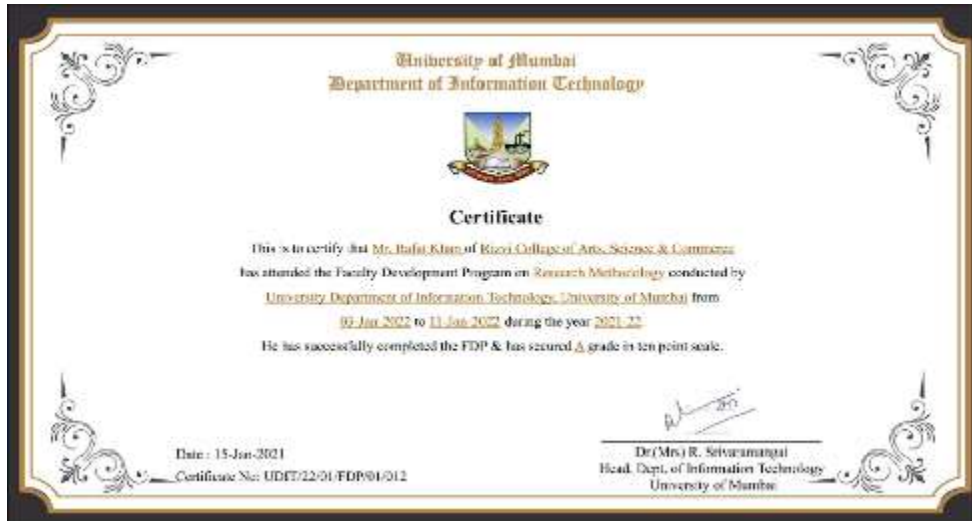 University of Mumbai
Department of Information Technology
Certificate
This is to certify that Mr. Rafat Khan of Rizvi College of Arts, Science & Commerce
has attended the Faculty Development Program on Research Methodology conducted by
University Department of Information Technology, University of Mumbai from
Jan 2022 to Jan 2022 during the year 2021-22
He has successfully completed the FDP & has secured A grade in ten point scale.
Date : 15-Jan-2021
Certificate No: UDIT/22/01/FDP/01/012
Dr.(Mrs) R. Srivaramangai
Head, Dept, of Information Technology
University of Mumbai